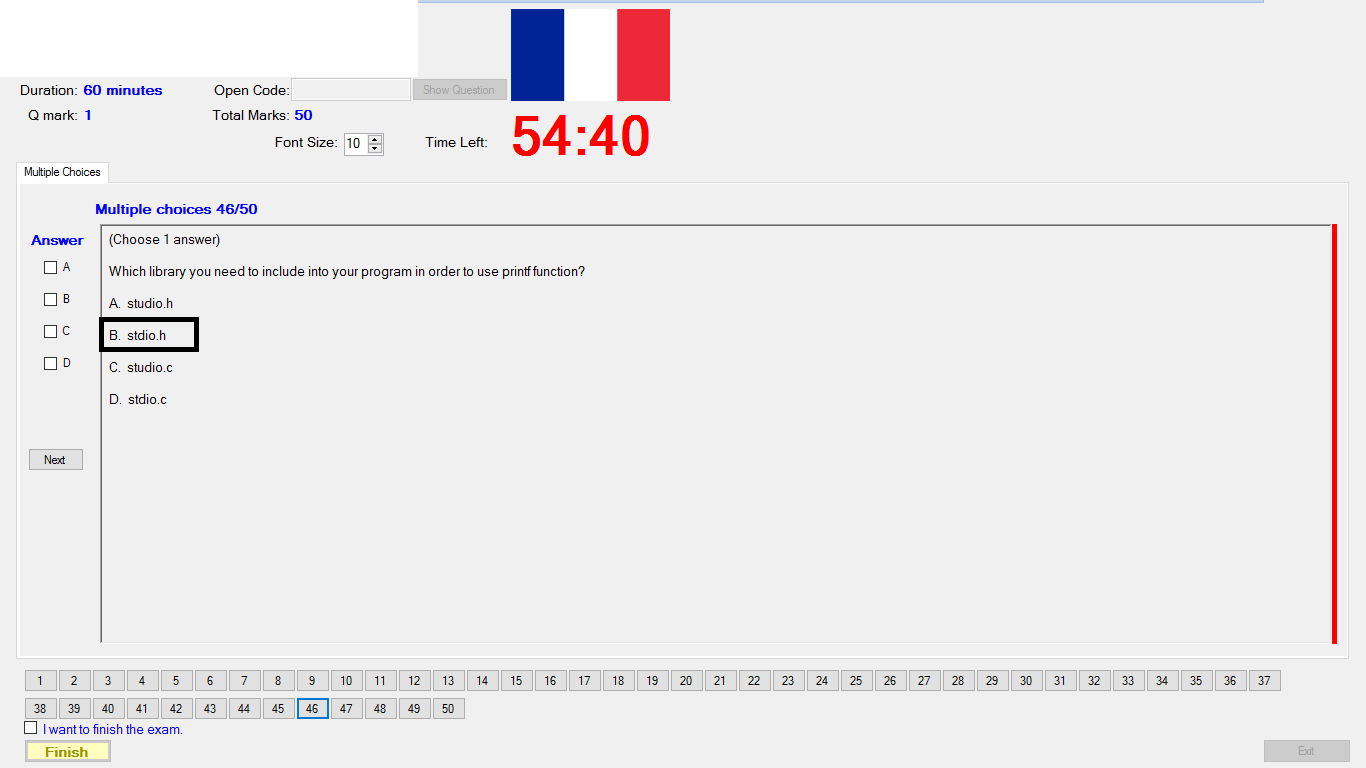 Duration: 60 minutes
Open Code:
Show Question
Q mark: 1
Total Marks: 50
Font Size: 10
Time Left: 54:40
Multiple Choices
Multiple choices 46/50
Answer
(Choose 1 answer)
A
Which library you need to include into your program in order to use printf function?
B
A. studio.h
C
B. stdio.h
D
C. studio.c
D. stdio.c
Next
1 2 3 4 5 6 7 8 9 10 11 12 13 14 15 16 17 18 19 20 21 22 23 24 25 26 27 28 29 30 31 32 33 34 35 36 37
38 39 40 41 42 43 44 45 46 47 48 49 50
I want to finish the exam.
Finish
Exit